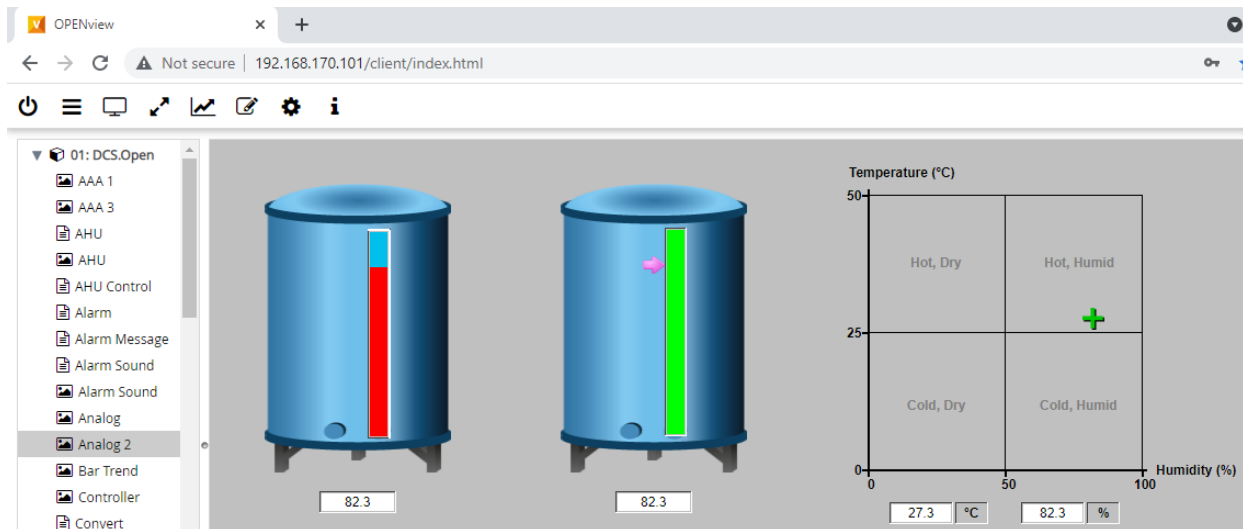 OPENview
Not secure | 192.168.170.101/client/index.html
01: DCS.Open
AAA 1
AAA 3
AHU
AHU
AHU Control
Alarm
Alarm Message
Alarm Sound
Alarm Sound
Analog
Analog 2
Bar Trend
Controller
Convert
82.3
82.3
Temperature (°C)
50
Hot, Dry
Hot, Humid
25
Cold, Dry
Cold, Humid
0
Humidity (%)
0
50
100
27.3 °C
82.3 %